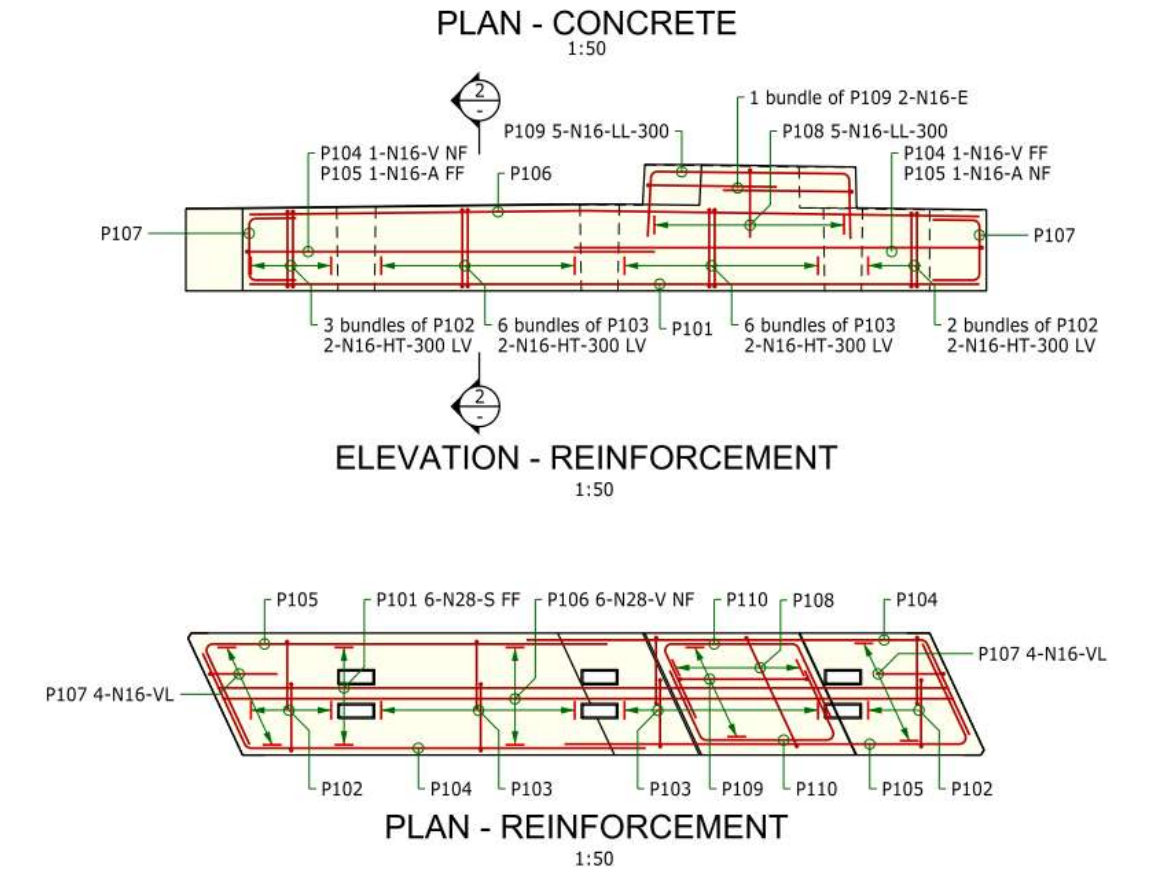 PLAN - CONCRETE
1:50
2
-
1 bundle of P109 2-N16-E
P109 5-N16-LL-300
P108 5-N16-LL-300
P104 1-N16-V NF
P105 1-N16-A FF
P106
P104 1-N16-V FF
P105 1-N16-A NF
P107
P107
3 bundles of P102
2-N16-HT-300 LV
6 bundles of P103
2-N16-HT-300 LV
P101
6 bundles of P103
2-N16-HT-300 LV
2 bundles of P102
2-N16-HT-300 LV
2
-
ELEVATION - REINFORCEMENT
1:50
P105
P101 6-N28-S FF
P106 6-N28-V NF
P110
P108
P104
P107 4-N16-VL
P107 4-N16-VL
P102
P104
P103
P103
P109
P110
P105
P102
PLAN - REINFORCEMENT
1:50